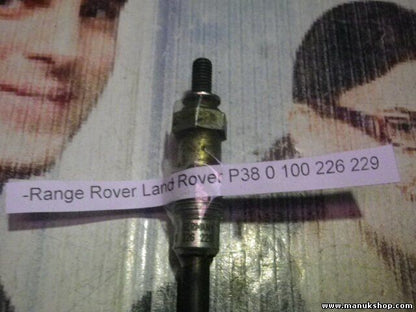 -Range Rover Land Rover P38 0 100 226 229
www.manukshop.com